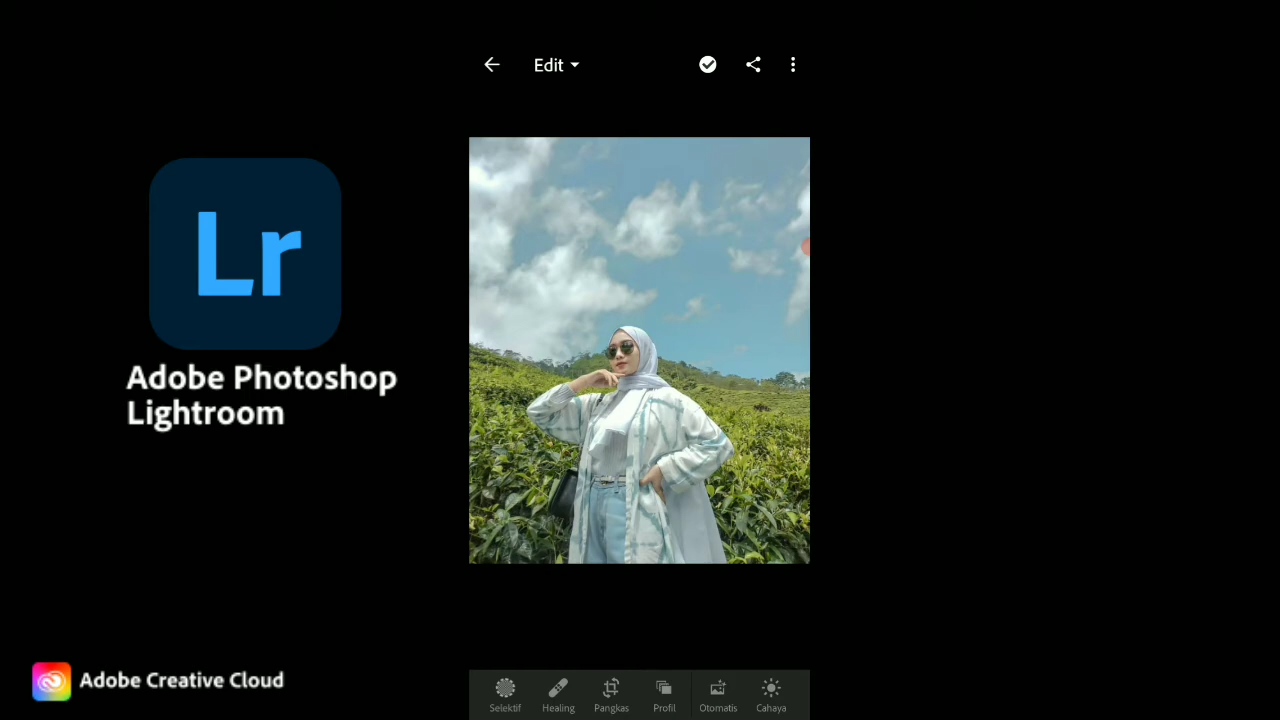 Edit
Lr
Adobe Photoshop
Lightroom
Adobe Creative Cloud
Selektif
Healing
Pangkas
Profil
Otomatis
Cahaya